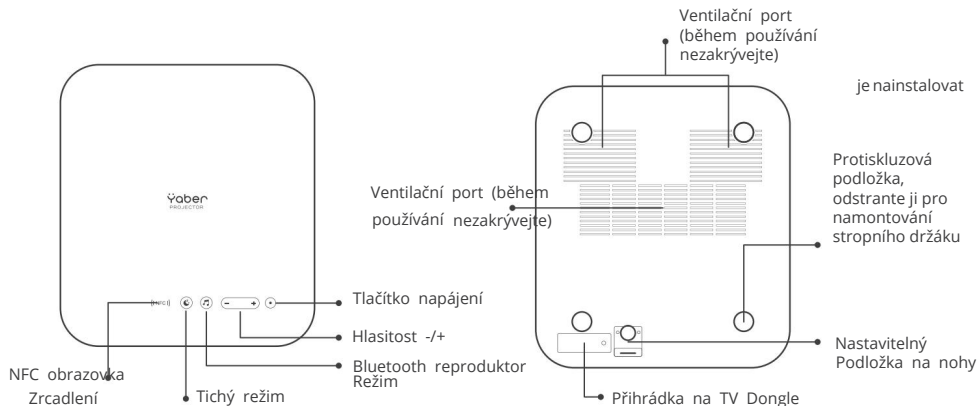 Ventilační port
(během používání
nezakrývejte)
je nainstalovat
Protiskluzová
podložka,
odstrante ji pro
namontování
stropního držáku
Yaber
PROJECTOR
Ventilační port (během
používání nezakrývejte)
(((NFC)))
- +
Tlačítko napájení
Hlasitost -/+
Bluetooth reproduktor
Režim
NFC obrazovka
Zrcadlení
Tichý režim
Nastavitelný
Podložka na nohy
Přihrádka na TV Dongle